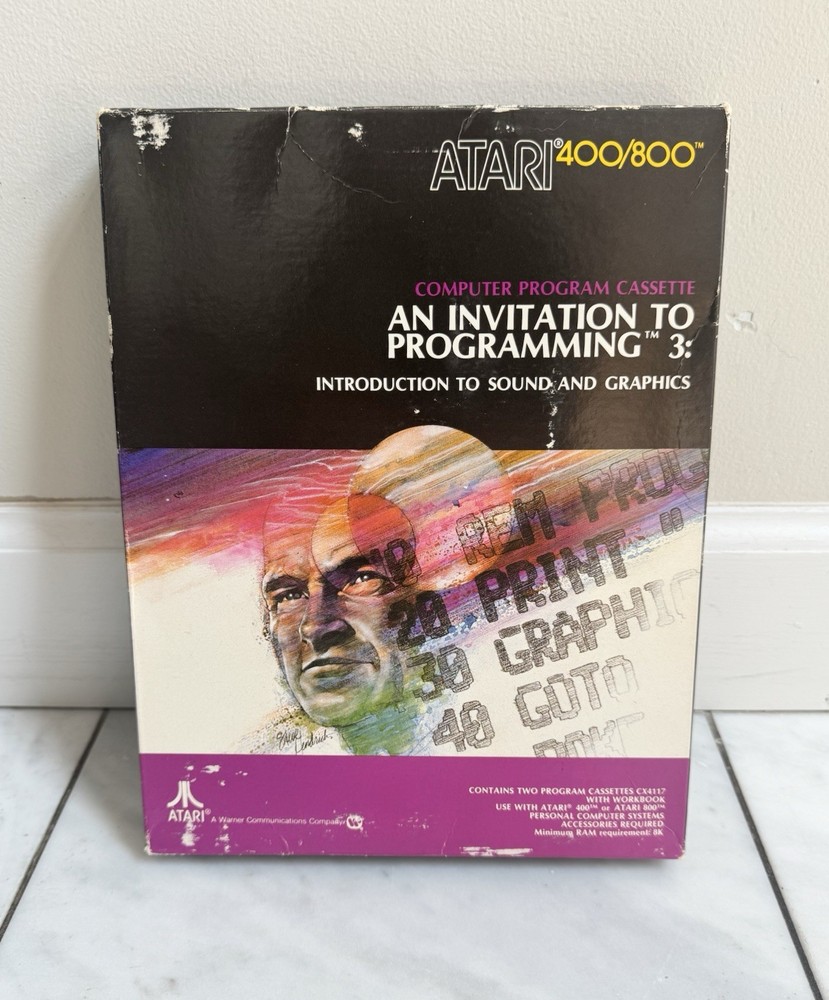 ATARI® 400/800™
COMPUTER PROGRAM CASSETTE
AN INVITATION TO
PROGRAMMING™ 3:
INTRODUCTION TO SOUND AND GRAPHICS
REM PROG
20 PRINT "
30 GRAPHIC
40 GOTO
POKE
ATARI®
A Warner Communications Company
CONTAINS TWO PROGRAM CASSETTES CX4117
WITH WORKBOOK
USE WITH ATARI® 400™ or ATARI 800™
PERSONAL COMPUTER SYSTEMS
ACCESSORIES REQUIRED
Minimum RAM requirement: 8K